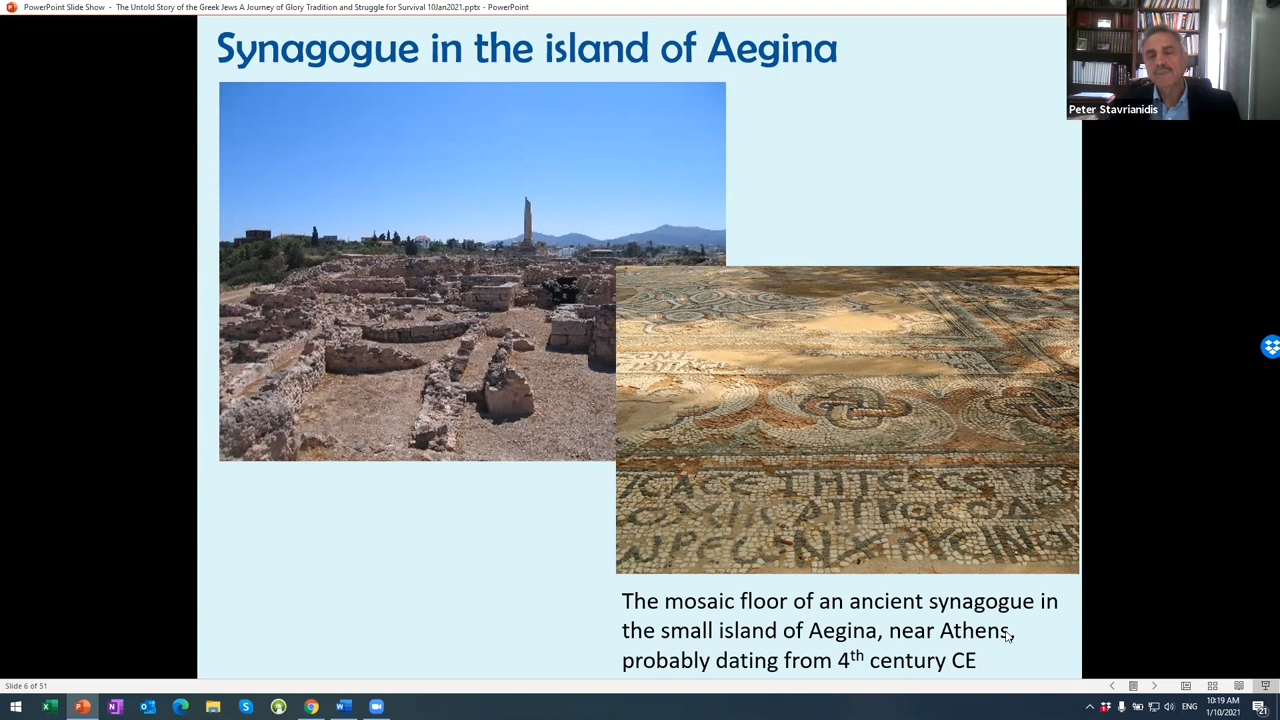 PowerPoint Slide Show - The Untold Story of the Greek Jews A Journey of Glory Tradition and Struggle for Survival 10Jan2021.pptx - PowerPoint
Synagogue in the island of Aegina
Peter Stavrianidis
The mosaic floor of an ancient synagogue in
the small island of Aegina, near Athens,
probably dating from 4th century CE
Slide 6 of 51
ENG
10:19 AM
1/10/2021
21